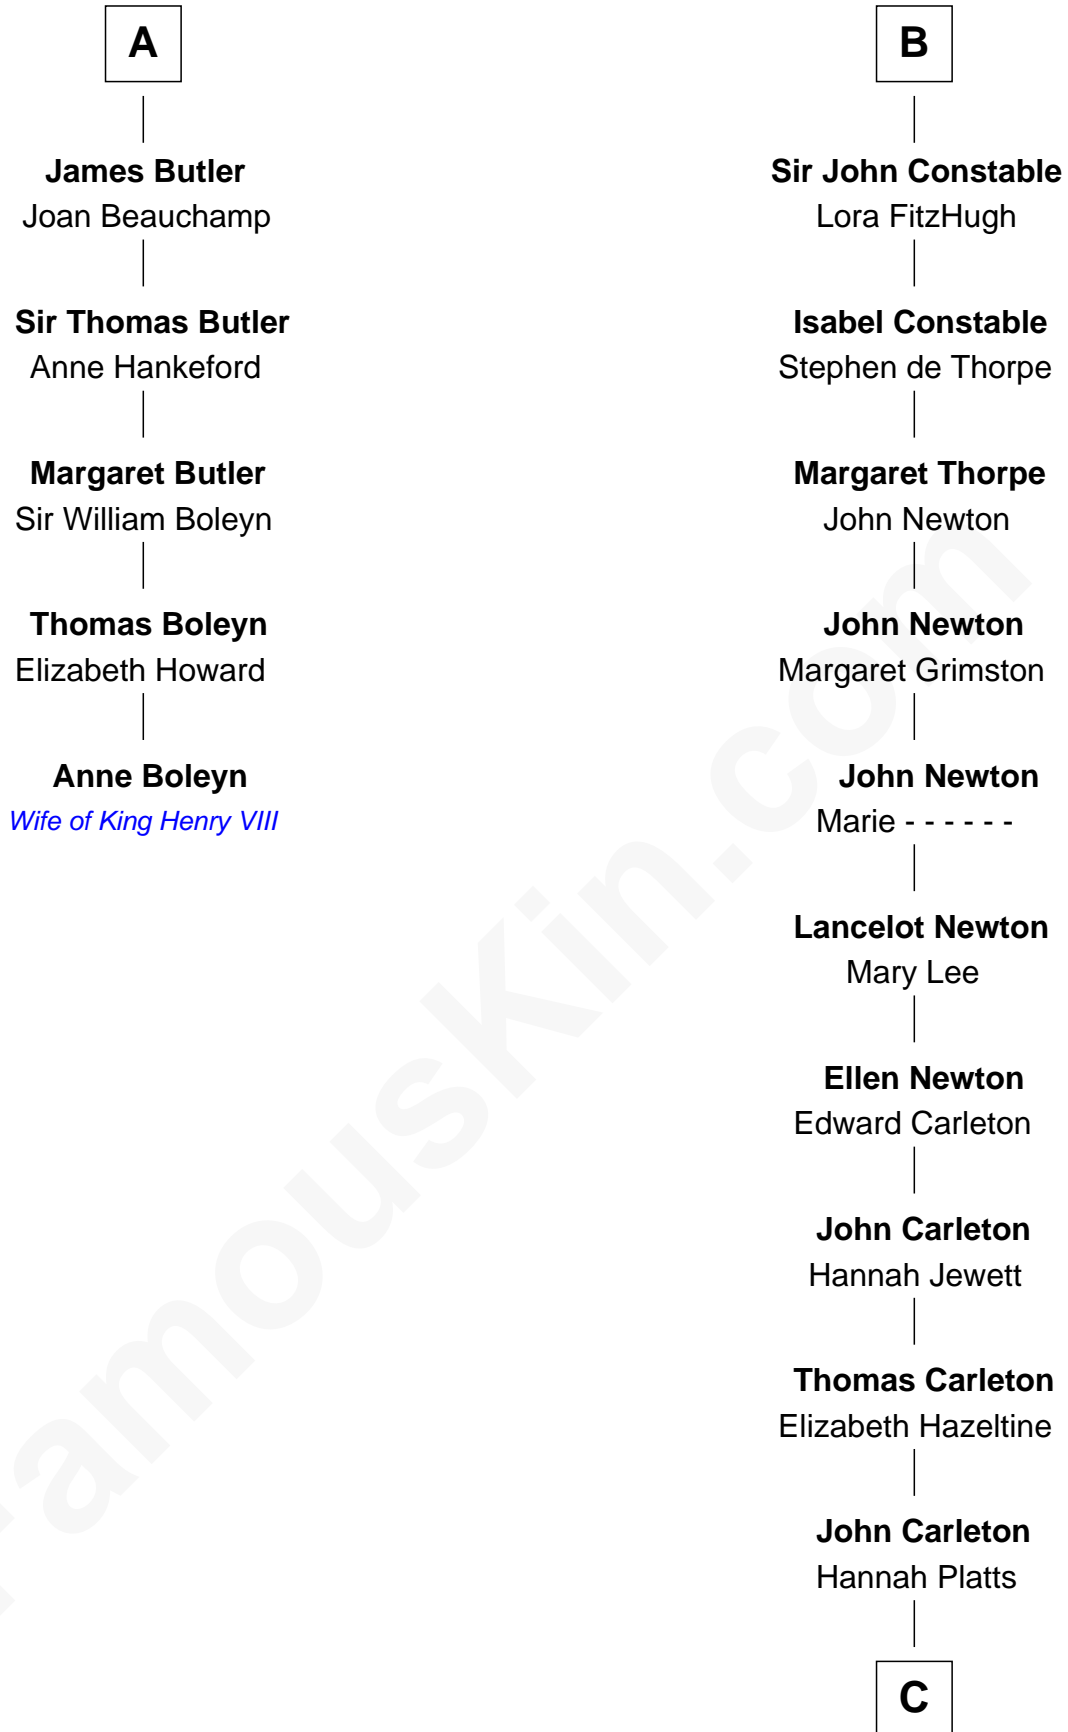 A
James Butler
Joan Beauchamp
Sir Thomas Butler
Anne Hankeford
Margaret Butler
Sir William Boleyn
Thomas Boleyn
Elizabeth Howard
Anne Boleyn
Wife of King Henry VIII
B
Sir John Constable
Lora FitzHugh
Isabel Constable
Stephen de Thorpe
Margaret Thorpe
John Newton
John Newton
Margaret Grimston
John Newton
Marie - - - - - -
Lancelot Newton
Mary Lee
Ellen Newton
Edward Carleton
John Carleton
Hannah Jewett
Thomas Carleton
Elizabeth Hazeltine
John Carleton
Hannah Platts
C
FamousKin.com